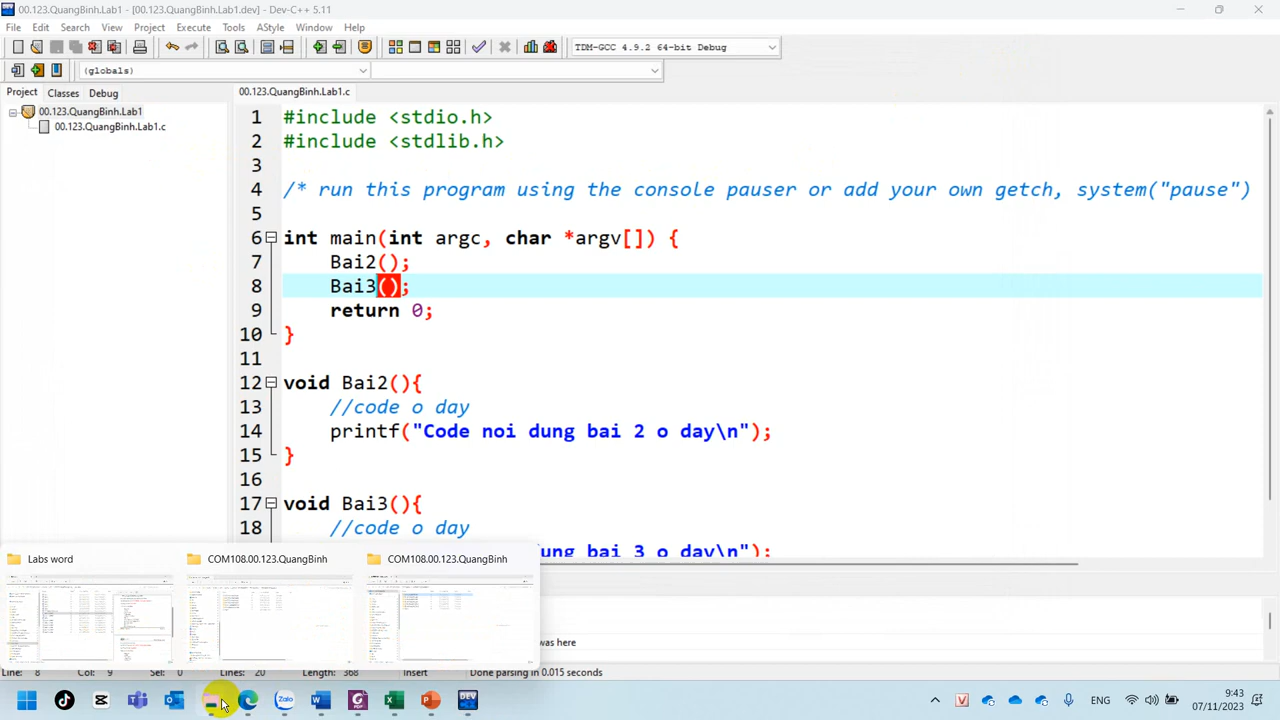 00.123.QuangBinh.Lab1 - [00.123.QuangBinh.Lab1.dev] - Dev-C++ 5.11
File Edit Search View Project Execute Tools AStyle Window Help
TDM-GCC 4.9.2 64-bit Debug
(globals)
Project Classes Debug
00.123.QuangBinh.Lab1.c
00.123.QuangBinh.Lab1
00.123.QuangBinh.Lab1.c
1 #include <stdio.h>
2 #include <stdlib.h>
3
4 /* run this program using the console pauser or add your own getch, system("pause")
5
6 int main(int argc, char *argv[]) {
7 Bai2();
8 Bai3();
9 return 0;
10 }
11
12 void Bai2(){
13 //code o day
14 printf("Code noi dung bai 2 o day\n");
15 }
16
17 void Bai3(){
18 //code o day
ung bai 3 o day\n");
Labs word
COM108.00.123.QuangBinh
COM108.00.123.QuangBinh
was here
Line: 8 Col: 9 Sel: 0 Lines: 20 Length: 368 Insert Done parsing in 0.015 seconds
Zalo
DEV
ENG
9:43
07/11/2023